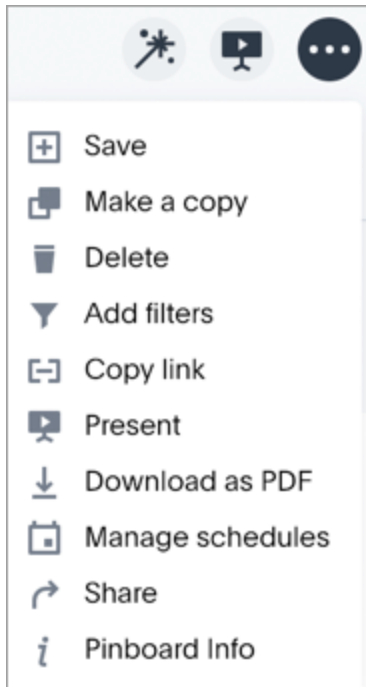 Save
Make a copy
Delete
Add filters
Copy link
Present
Download as PDF
Manage schedules
Share
Pinboard Info